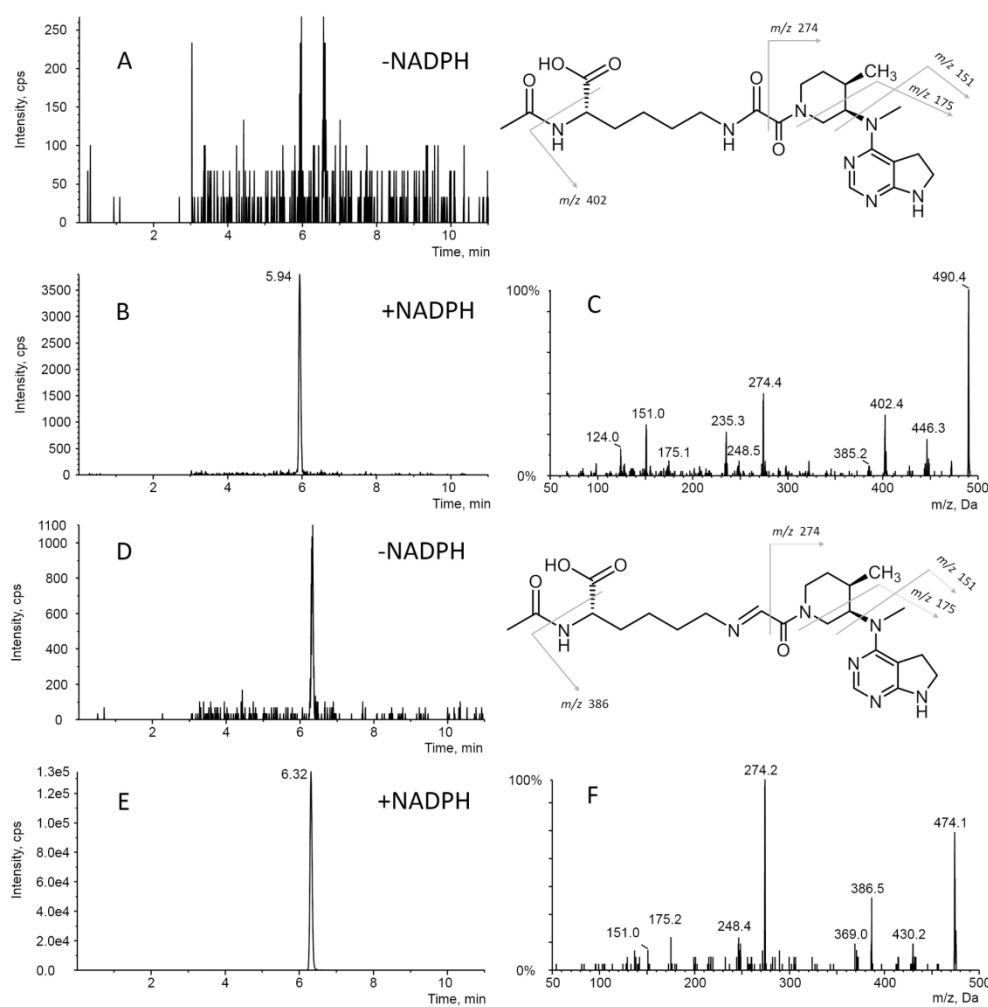 A
-NADPH
Intensity, cps
250
200
150
100
50
0
2
4
6
8
10
Time, min
m/z 274
m/z 151
m/z 175
m/z 402
O
HO
O
N
H
N
H
O
O
N
CH₃
N
N
N
N
H
B
+NADPH
5.94
Intensity, cps
3500
3000
2500
2000
1500
1000
500
0
2
4
6
8
10
Time, min
C
100%
0%
490.4
274.4
151.0
402.4
235.3
446.3
124.0
175.1
248.5
385.2
50
100
200
300
400
500
m/z, Da
D
-NADPH
Intensity, cps
1100
1000
800
600
400
200
0
2
4
6
8
10
Time, min
m/z 274
m/z 151
m/z 175
m/z 386
O
HO
O
N
H
N
O
N
CH₃
N
N
N
N
H
E
+NADPH
6.32
Intensity, cps
1.3e5
1.0e5
8.0e4
6.0e4
4.0e4
2.0e4
0.0
2
4
6
8
10
Time, min
F
100%
0%
274.2
474.1
386.5
175.2
248.4
151.0
369.0
430.2
50
100
200
300
400
500
m/z, Da